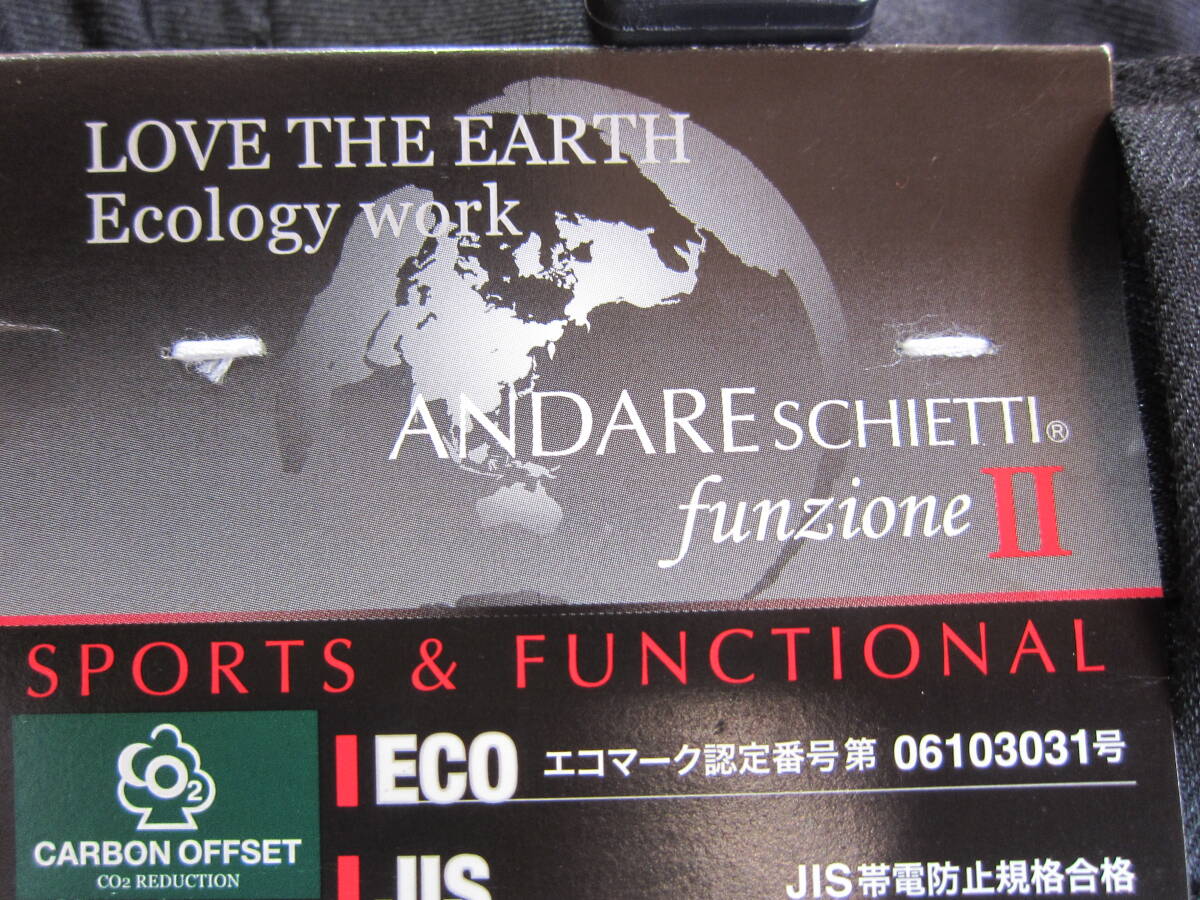 LOVE THE EARTH
Ecology work
ANDARE SCHIETTI®
funzione II
SPORTS & FUNCTIONAL
ECO エコマーク認定番号第 06103031号
O2
CARBON OFFSET
CO2 REDUCTION
JIS JIS帯電防止規格合格